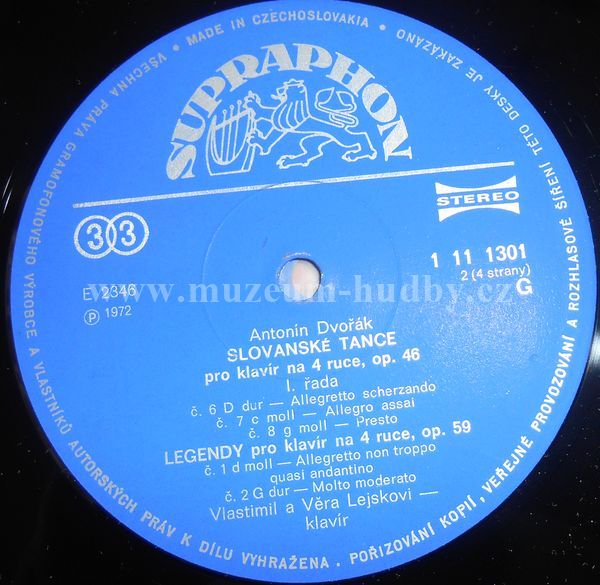 SUPRAPHON
33
STEREO
1 11 1301
2 (4 strany)
G
E 2346
℗ 1972
www.muzeum-hudby.cz
Antonín Dvořák
SLOVANSKÉ TANCE
pro klavír na 4 ruce, op. 46
I. řada
č. 6 D dur — Allegretto scherzando
č. 7 c moll — Allegro assai
č. 8 g moll — Presto
LEGENDY pro klavír na 4 ruce, op. 59
č. 1 d moll — Allegretto non troppo
quasi andantino
č. 2 G dur — Molto moderato
Vlastimil a Věra Lejskovi —
klavír
MADE IN CZECHOSLOVAKIA • VŠECHNA PRÁVA GRAMOFONOVÉHO VÝROBCE A VLASTNÍKŮ AUTORSKÝCH PRÁV K DÍLU VYHRAŽENA. POŘIZOVÁNÍ KOPIÍ, VEŘEJNÉ PROVOZOVÁNÍ A ROZHLASOVÉ ŠÍŘENÍ TÉTO DESKY JE ZAKÁZÁNO •